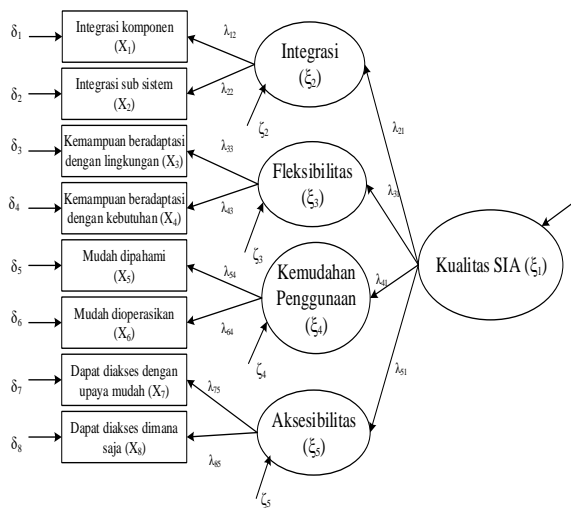 δ₁
Integrasi komponen
(X₁)
λ₁₂
Integrasi
(ξ₂)
δ₂
Integrasi sub sistem
(X₂)
λ₂₂
ζ₂
λ₂₁
δ₃
Kemampuan beradaptasi
dengan lingkungan (X₃)
λ₃₃
Fleksibilitas
(ξ₃)
δ₄
Kemampuan beradaptasi
dengan kebutuhan (X₄)
λ₄₃
ζ₃
Kualitas SIA (ξ₁)
δ₅
Mudah dipahami
(X₅)
λ₅₄
Kemudahan
Penggunaan
(ξ₄)
λ₄₁
δ₆
Mudah dioperasikan
(X₆)
λ₆₄
ζ₄
λ₅₁
δ₇
Dapat diakses dengan
upaya mudah (X₇)
λ₇₅
Aksesibilitas
(ξ₅)
δ₈
Dapat diakses dimana
saja (X₈)
λ₈₅
ζ₅